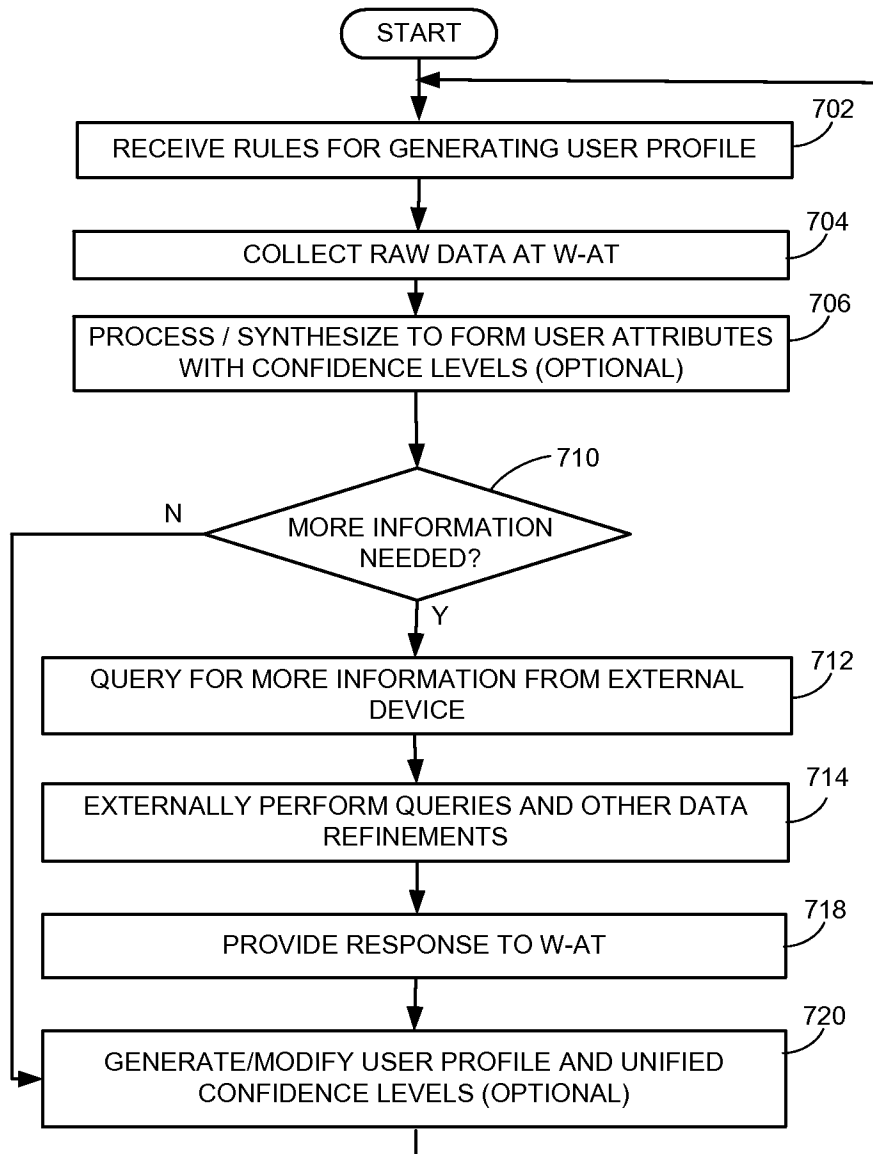 START
702
RECEIVE RULES FOR GENERATING USER PROFILE
704
COLLECT RAW DATA AT W-AT
706
PROCESS / SYNTHESIZE TO FORM USER ATTRIBUTES
WITH CONFIDENCE LEVELS (OPTIONAL)
710
N
MORE INFORMATION
NEEDED?
Y
712
QUERY FOR MORE INFORMATION FROM EXTERNAL
DEVICE
714
EXTERNALLY PERFORM QUERIES AND OTHER DATA
REFINEMENTS
718
PROVIDE RESPONSE TO W-AT
720
GENERATE/MODIFY USER PROFILE AND UNIFIED
CONFIDENCE LEVELS (OPTIONAL)